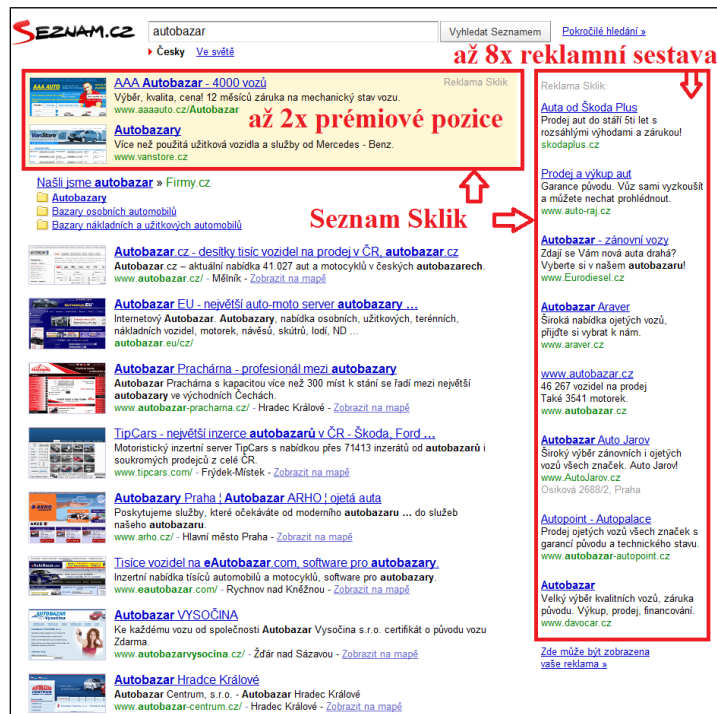 SEZNAM.CZ
autobazar
Vyhledat Seznamem
Pokročilé hledání »
Česky Ve světě
až 8x reklamní sestava
AAA Autobazar - 4000 vozů
Reklama Sklik
Výběr, kvalita, cena! 12 měsíců záruka na mechanický stav vozu.
www.aaaauto.cz/Autobazar
až 2x prémiové pozice
Autobazary
Více než použitá užitková vozidla a služby od Mercedes - Benz.
www.vanstore.cz
Našli jsme autobazar » Firmy.cz
Autobazary
Bazary osobních automobilů
Bazary nákladních a užitkových automobilů
Seznam Sklik
Autobazar.cz - desítky tisíc vozidel na prodej v ČR, autobazar.cz
Autobazar.cz – aktuální nabídka 41.027 aut a motocyklů v českých autobazarech.
www.autobazar.cz/ - Mělník - Zobrazit na mapě
Autobazar EU - největší auto-moto server autobazary …
Internetový Autobazar. Autobazary, nabídka osobních, užitkových, terénních,
nákladních vozidel, motorek, návěsů, skútrů, lodí, ND ...
autobazar.eu/cz/
Autobazar Prachárna - profesionál mezi autobazary
Autobazar Prachárna s kapacitou více než 300 míst k stání se řadí mezi největší
autobazary ve východních Čechách.
www.autobazar-pracharna.cz/ - Hradec Králové - Zobrazit na mapě
TipCars - největší inzerce autobazarů v ČR - Škoda, Ford …
Motoristický inzertní server TipCars s nabídkou přes 71413 inzerátů od autobazarů i
soukromých prodejců z celé ČR.
www.tipcars.com/ - Frýdek-Místek - Zobrazit na mapě
Autobazary Praha ¦ Autobazar ARHO ¦ ojetá auta
Poskytujeme služby, které očekáváte od moderního autobazaru ... do služeb
našeho autobazaru.
www.arho.cz/ - Hlavní město Praha - Zobrazit na mapě
Tisíce vozidel na eAutobazar.com, software pro autobazary.
Inzertní nabídka tisíců automobilů a motocyklů, software pro autobazary.
www.eautobazar.com/ - Rychnov nad Kněžnou - Zobrazit na mapě
Autobazar VYSOČINA
Ke každému vozu od společnosti Autobazar Vysočina s.r.o. certifikát o původu vozu
Zdarma.
www.autobazarvysocina.cz/ - Žďár nad Sázavou - Zobrazit na mapě
Autobazar Hradce Králové
Autobazar Centrum, s.r.o. - Autobazar Hradec Králové
www.autobazar-centrum.cz/ - Hradec Králové - Zobrazit na mapě
Reklama Sklik:
Auta od Škoda Plus
Prodej aut do stáří 5ti let s
rozsáhlými výhodami a zárukou!
skodaplus.cz
Prodej a výkup aut
Garance původu. Vůz sami vyzkoušít
a můžete nechat prohlédnout.
www.auto-raj.cz
Autobazar - zánovní vozy
Zdají se Vám nová auta drahá?
Vyberte si v našem autobazaru!
www.Eurodiesel.cz
Autobazar Araver
Široká nabídka ojetých vozů,
přijďte si vybrat k nám.
www.araver.cz
www.autobazar.cz
46 267 vozidel na prodej
Také 3541 motorek.
www.autobazar.cz
Autobazar Auto Jarov
Široký výběr zánovních i ojetých
vozů všech značek. Auto Jarov!
www.AutoJarov.cz
Osiková 2688/2, Praha
Autopoint - Autopalace
Prodej ojetých vozů všech značek s
garancí původu a technického stavu.
www.autobazar-autopoint.cz
Autobazar
Velký výběr kvalitních vozů, záruka
původu. Výkup, prodej, financování.
www.davocar.cz
Zde může být zobrazena
vaše reklama »